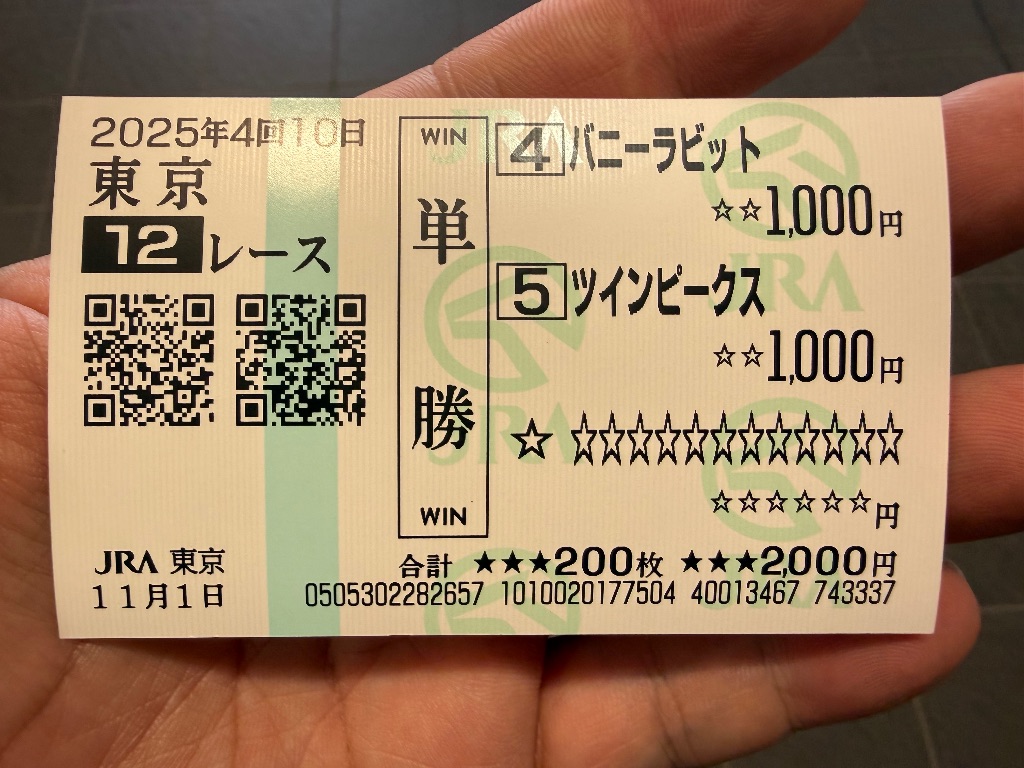 2025年4回10日
東京
12レース
WIN
単勝
WIN
4 バニーラビット
☆☆1,000円
5 ツインピークス
☆☆1,000円
☆ ☆☆☆☆☆☆☆☆☆☆☆☆
☆☆☆☆☆☆円
JRA 東京
11月1日
合計 ★★★200枚 ★★★2,000円
0505302282657 1010020177504 40013467 743337
JRA
JRA
JRA